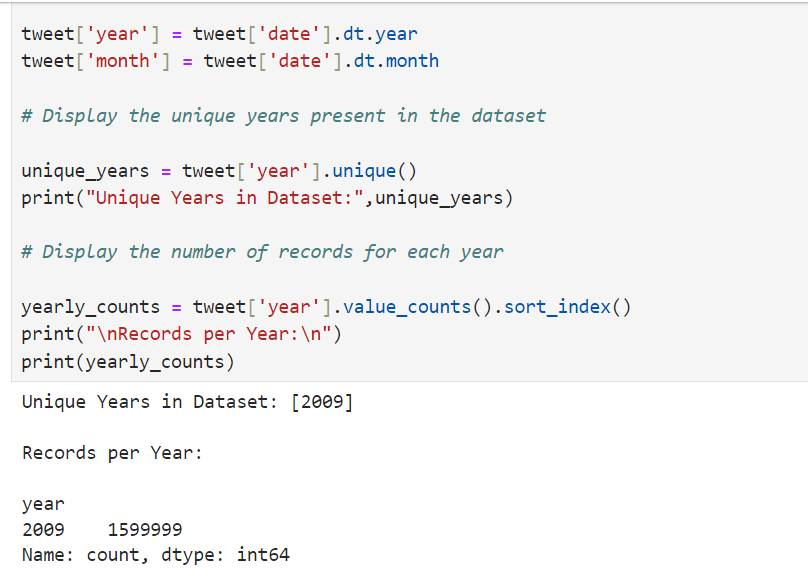 tweet['year'] = tweet['date'].dt.year
tweet['month'] = tweet['date'].dt.month
# Display the unique years present in the dataset
unique_years = tweet['year'].unique()
print("Unique Years in Dataset:",unique_years)
# Display the number of records for each year
yearly_counts = tweet['year'].value_counts().sort_index()
print("\nRecords per Year:\n")
print(yearly_counts)
Unique Years in Dataset: [2009]
Records per Year:
year
2009    1599999
Name: count, dtype: int64